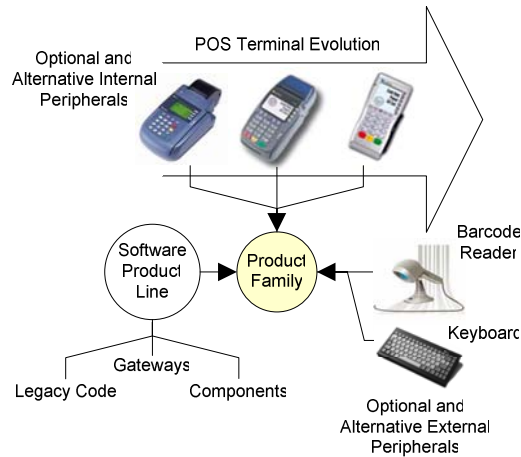 POS Terminal Evolution
Optional and
Alternative Internal
Peripherals
Software
Product
Line
Product
Family
Barcode
Reader
Keyboard
Gateways
Legacy Code
Components
Optional and
Alternative External
Peripherals